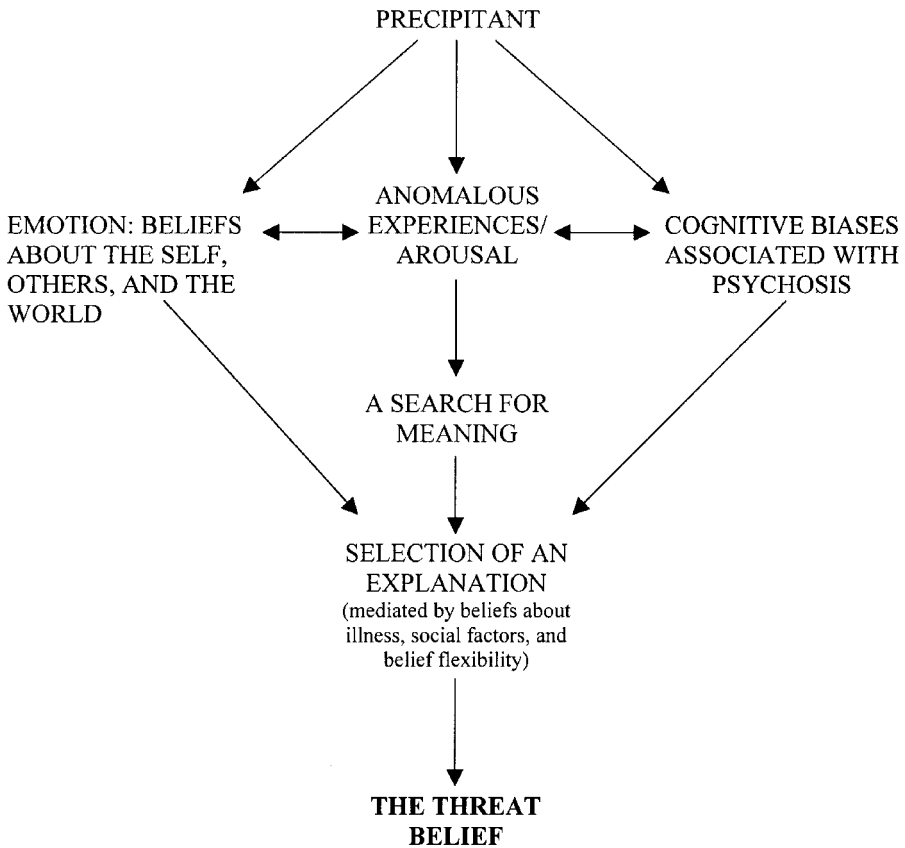 PRECIPITANT
EMOTION: BELIEFS
ABOUT THE SELF,
OTHERS, AND THE
WORLD
ANOMALOUS
EXPERIENCES/
AROUSAL
COGNITIVE BIASES
ASSOCIATED WITH
PSYCHOSIS
A SEARCH FOR
MEANING
SELECTION OF AN
EXPLANATION
(mediated by beliefs about
illness, social factors, and
belief flexibility)
THE THREAT
BELIEF